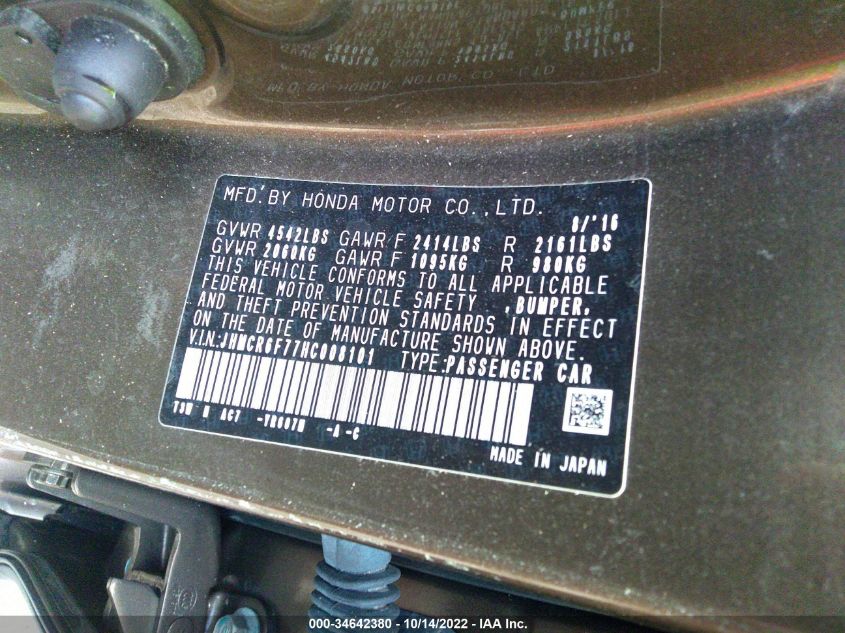 MFD. BY HONDA MOTOR CO.,LTD. 8/'16
GVWR 4542LBS GAWR F 2414LBS R 2161LBS
GVWR 2060KG GAWR F 1095KG R 980KG
THIS VEHICLE CONFORMS TO ALL APPLICABLE
FEDERAL MOTOR VEHICLE SAFETY ,BUMPER,
AND THEFT PREVENTION STANDARDS IN EFFECT
ON THE DATE OF MANUFACTURE SHOWN ABOVE.
V.I.N.:JHMCR6F77HC006101 TYPE:PASSENGER CAR
-A -C
MADE IN JAPAN
000-34642380 - 10/14/2022 - IAA Inc.